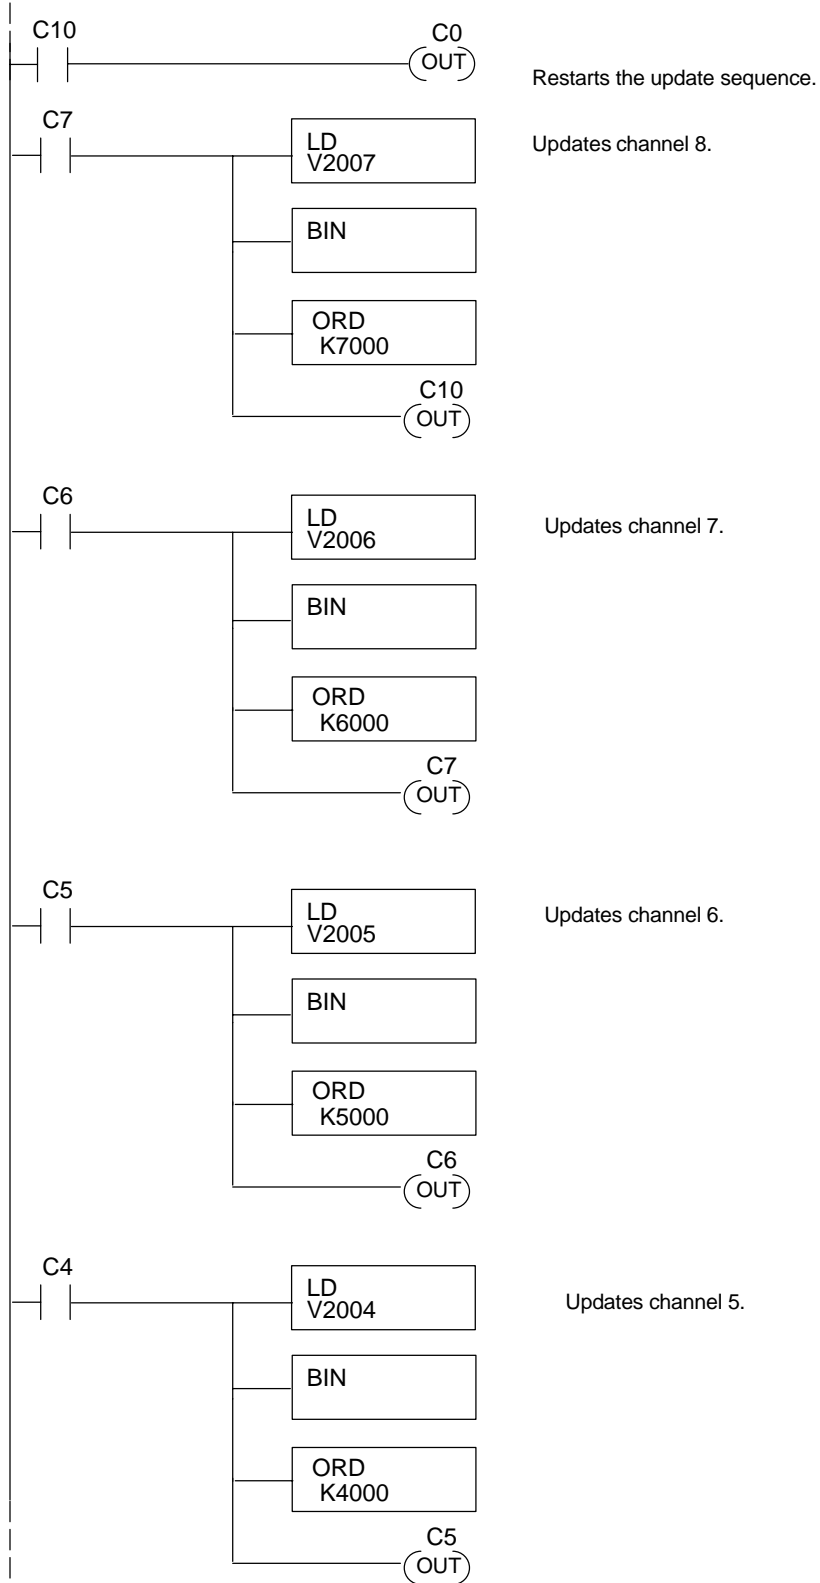 C10
C0
OUT
Restarts the update sequence.
C7
LD
V2007
Updates channel 8.
BIN
ORD
K7000
C10
OUT
C6
LD
V2006
Updates channel 7.
BIN
ORD
K6000
C7
OUT
C5
LD
V2005
Updates channel 6.
BIN
ORD
K5000
C6
OUT
C4
LD
V2004
Updates channel 5.
BIN
ORD
K4000
C5
OUT